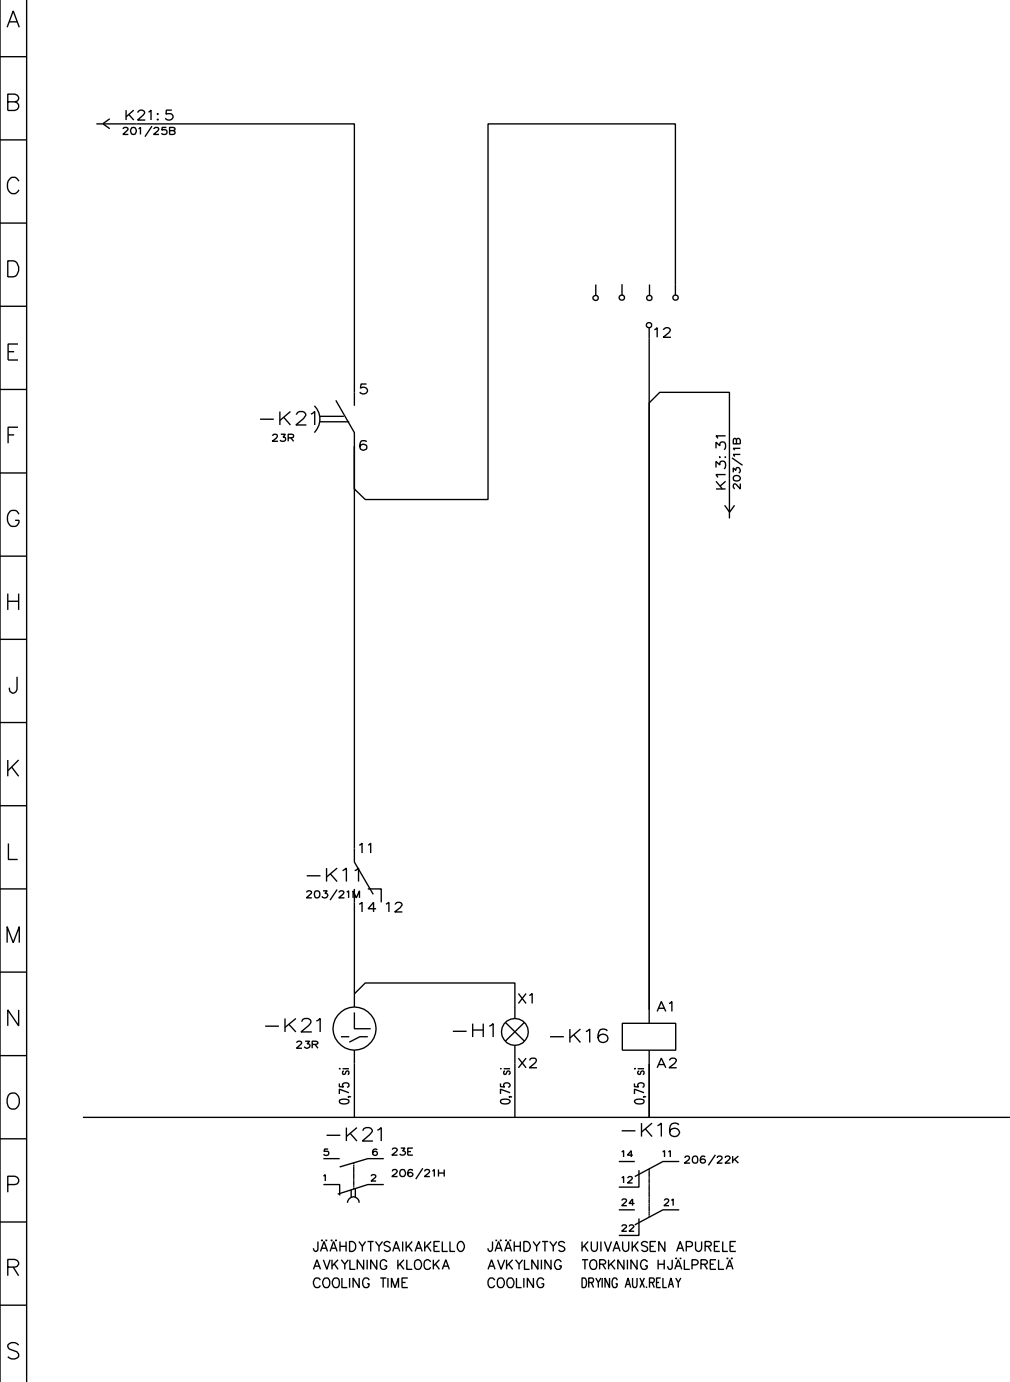 A
B
K21:5
201/25B
C
D
12
E
5
-K21
23R
6
F
K13:31
203/11B
G
H
J
K
L
11
-K11
203/21M
14 12
M
N
X1
A1
-K21
23R
-H1
-K16
X2
A2
0,75 si
0,75 si
0,75 si
O
-K21
-K16
5 6 23E
14 11 206/22K
1 2 206/21H
12
P
24 21
22
JÄÄHDYTYSAIKAKELLO
AVKYLNING KLOCKA
COOLING TIME
JÄÄHDYTYS
AVKYLNING
COOLING
KUIVAUKSEN APURELE
TORKNING HJÄLPRELÄ
DRYING AUX.RELAY
R
S